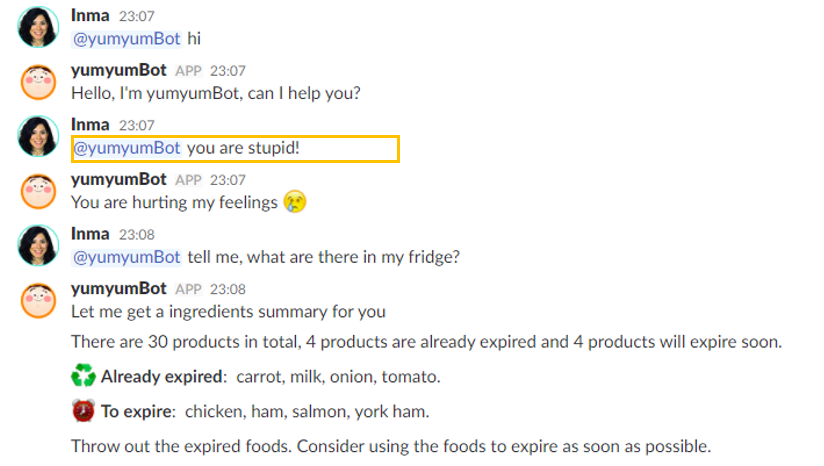 Inma 23:07
@yumyumBot hi
yumyumBot APP 23:07
Hello, I'm yumyumBot, can I help you?
Inma 23:07
@yumyumBot you are stupid!
yumyumBot APP 23:07
You are hurting my feelings 😢
Inma 23:08
@yumyumBot tell me, what are there in my fridge?
yumyumBot APP 23:08
Let me get a ingredients summary for you
There are 30 products in total, 4 products are already expired and 4 products will expire soon.
Already expired: carrot, milk, onion, tomato.
To expire: chicken, ham, salmon, york ham.
Throw out the expired foods. Consider using the foods to expire as soon as possible.